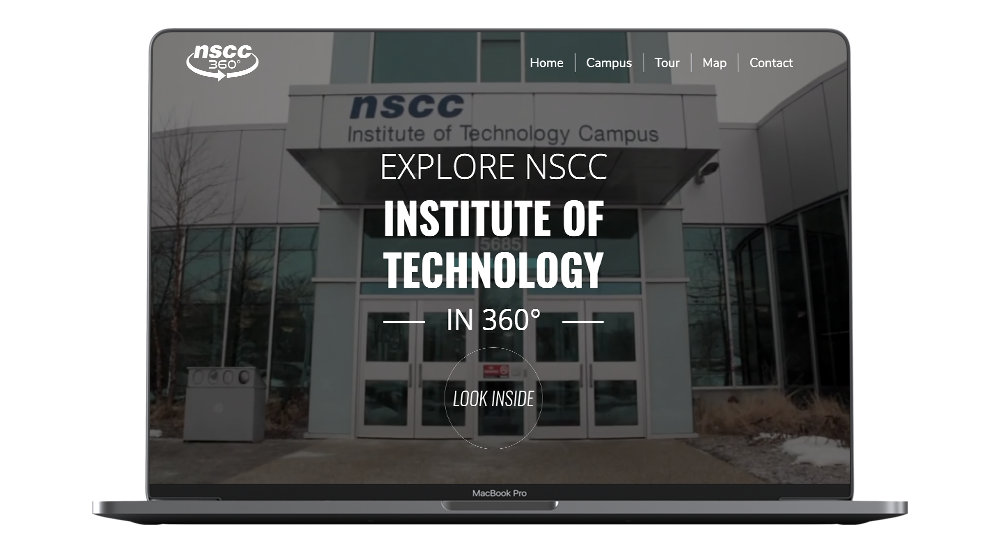 nscc
360°
Home
Campus
Tour
Map
Contact
nscc
Institute of Technology Campus
EXPLORE NSCC
INSTITUTE OF
5685
TECHNOLOGY
IN 360°
LOOK INSIDE
MacBook Pro